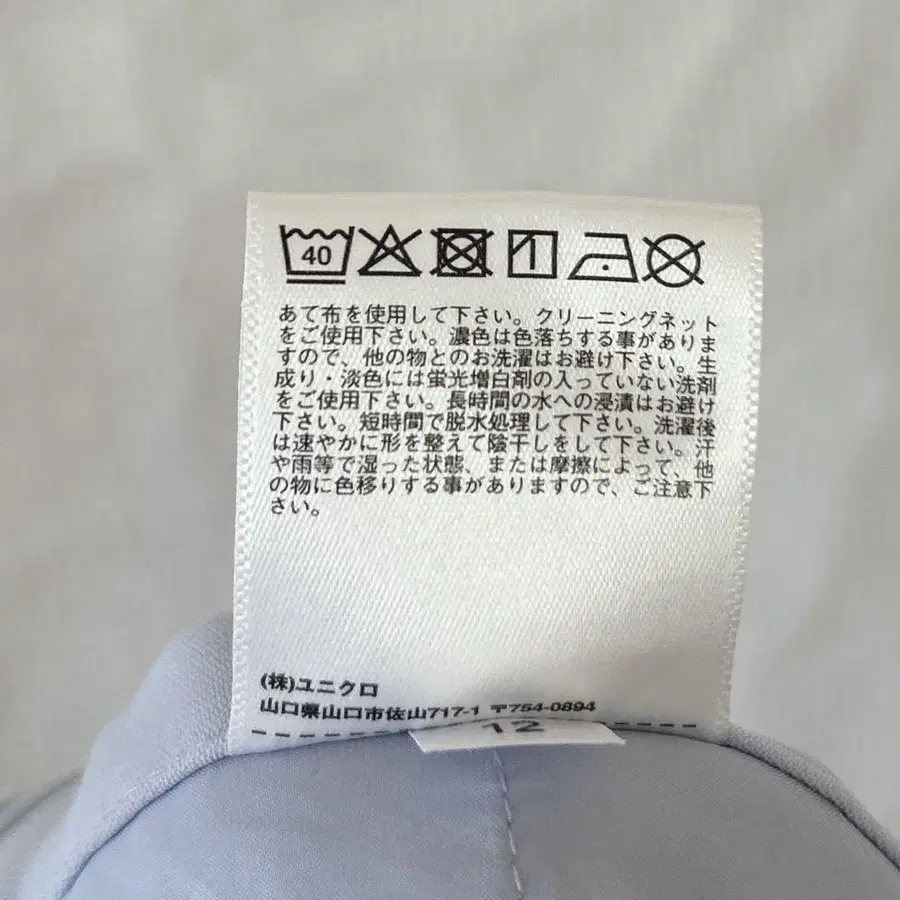 40
あて布を使用して下さい。クリーニングネット
をご使用下さい。濃色は色落ちする事がありま
すので、他の物とのお洗濯はお避け下さい。生
成り・淡色には蛍光増白剤の入っていない洗剤
をご使用下さい。長時間の水への浸漬はお避け
下さい。短時間で脱水処理して下さい。洗濯後
は速やかに形を整えて陰干しをして下さい。汗
や雨等で湿った状態、または摩擦によって、他
の物に色移りする事がありますので、ご注意下
さい。
(株)ユニクロ
山口県山口市佐山717-1 〒754-0894
12